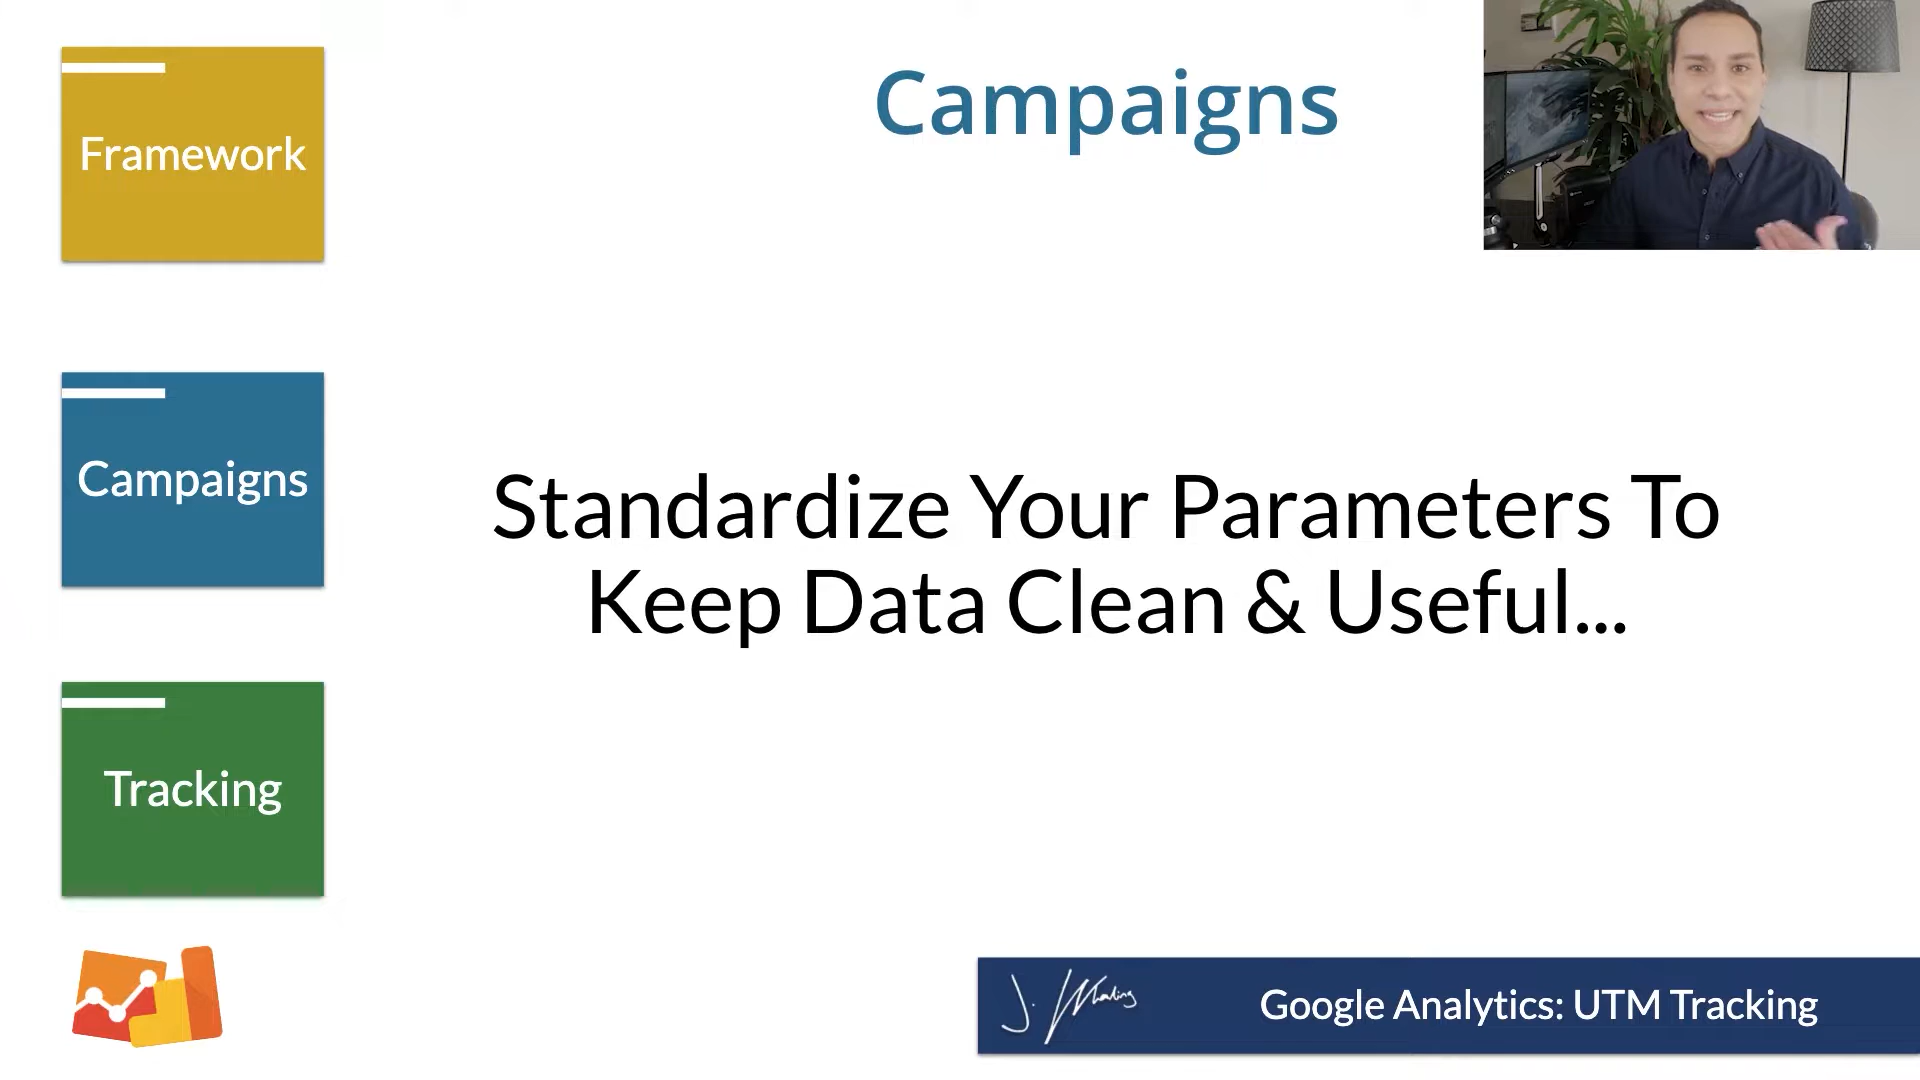 Campaigns
Framework
Campaigns
Standardize Your Parameters To
Keep Data Clean & Useful...
Tracking
Google Analytics: UTM Tracking